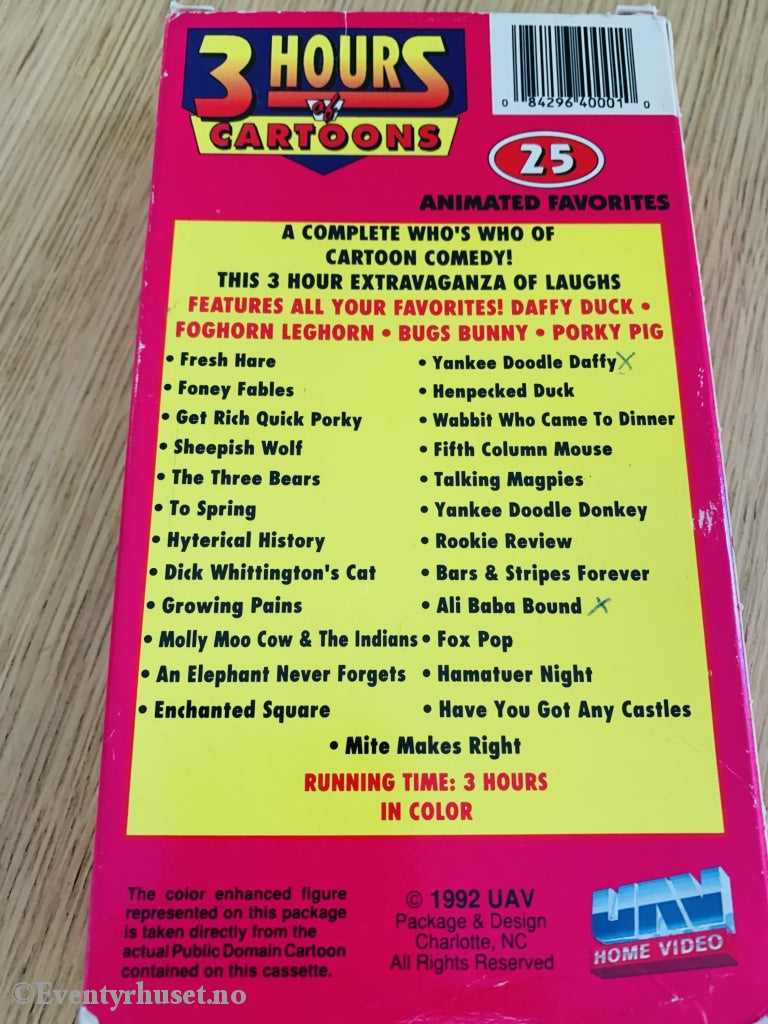 3 HOURS
of
CARTOONS
0 84296 40001 0
25
ANIMATED FAVORITES
A COMPLETE WHO'S WHO OF
CARTOON COMEDY!
THIS 3 HOUR EXTRAVAGANZA OF LAUGHS
FEATURES ALL YOUR FAVORITES! DAFFY DUCK •
FOGHORN LEGHORN • BUGS BUNNY • PORKY PIG
• Fresh Hare
• Foney Fables
• Get Rich Quick Porky
• Sheepish Wolf
• The Three Bears
• To Spring
• Hyterical History
• Dick Whittington's Cat
• Growing Pains
• Molly Moo Cow & The Indians
• An Elephant Never Forgets
• Enchanted Square
• Yankee Doodle Daffy X
• Henpecked Duck
• Wabbit Who Came To Dinner
• Fifth Column Mouse
• Talking Magpies
• Yankee Doodle Donkey
• Rookie Review
• Bars & Stripes Forever
• Ali Baba Bound X
• Fox Pop
• Hamatuer Night
• Have You Got Any Castles
• Mite Makes Right
RUNNING TIME: 3 HOURS
IN COLOR
The color enhanced figure
represented on this package
is taken directly from the
actual Public Domain Cartoon
contained on this cassette.
© 1992 UAV
Package & Design
Charlotte, NC
All Rights Reserved
UAV
HOME VIDEO
©Eventyrhuset.no